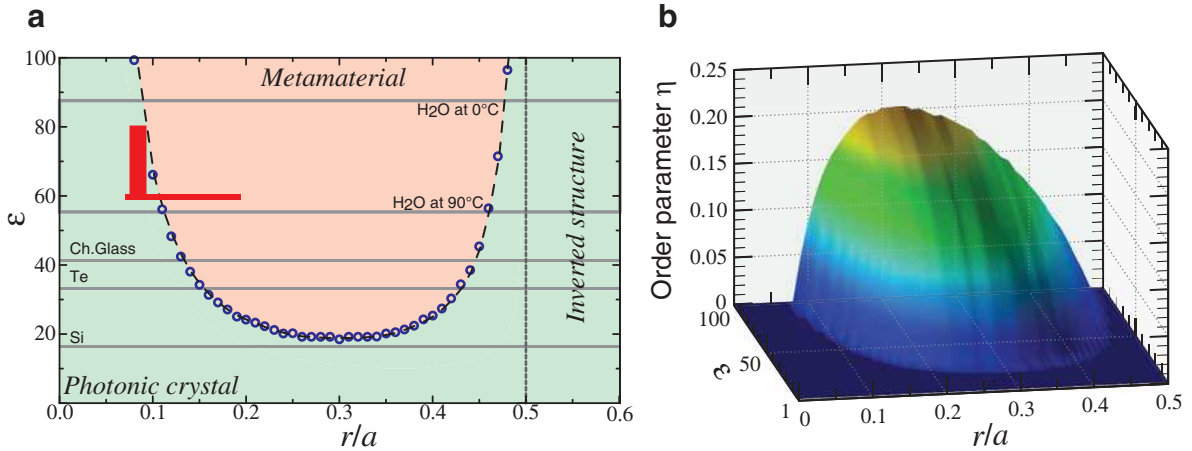 a
100
80
60
40
20
0
ε
Metamaterial
H2O at 0°C
H2O at 90°C
Ch.Glass
Te
Si
Photonic crystal
Inverted structure
0.0 0.1 0.2 0.3 0.4 0.5 0.6
r/a
b
Order parameter η
0.25
0.20
0.15
0.10
0.05
0
100
50
1
ε
0 0.1 0.2 0.3 0.4 0.5
r/a